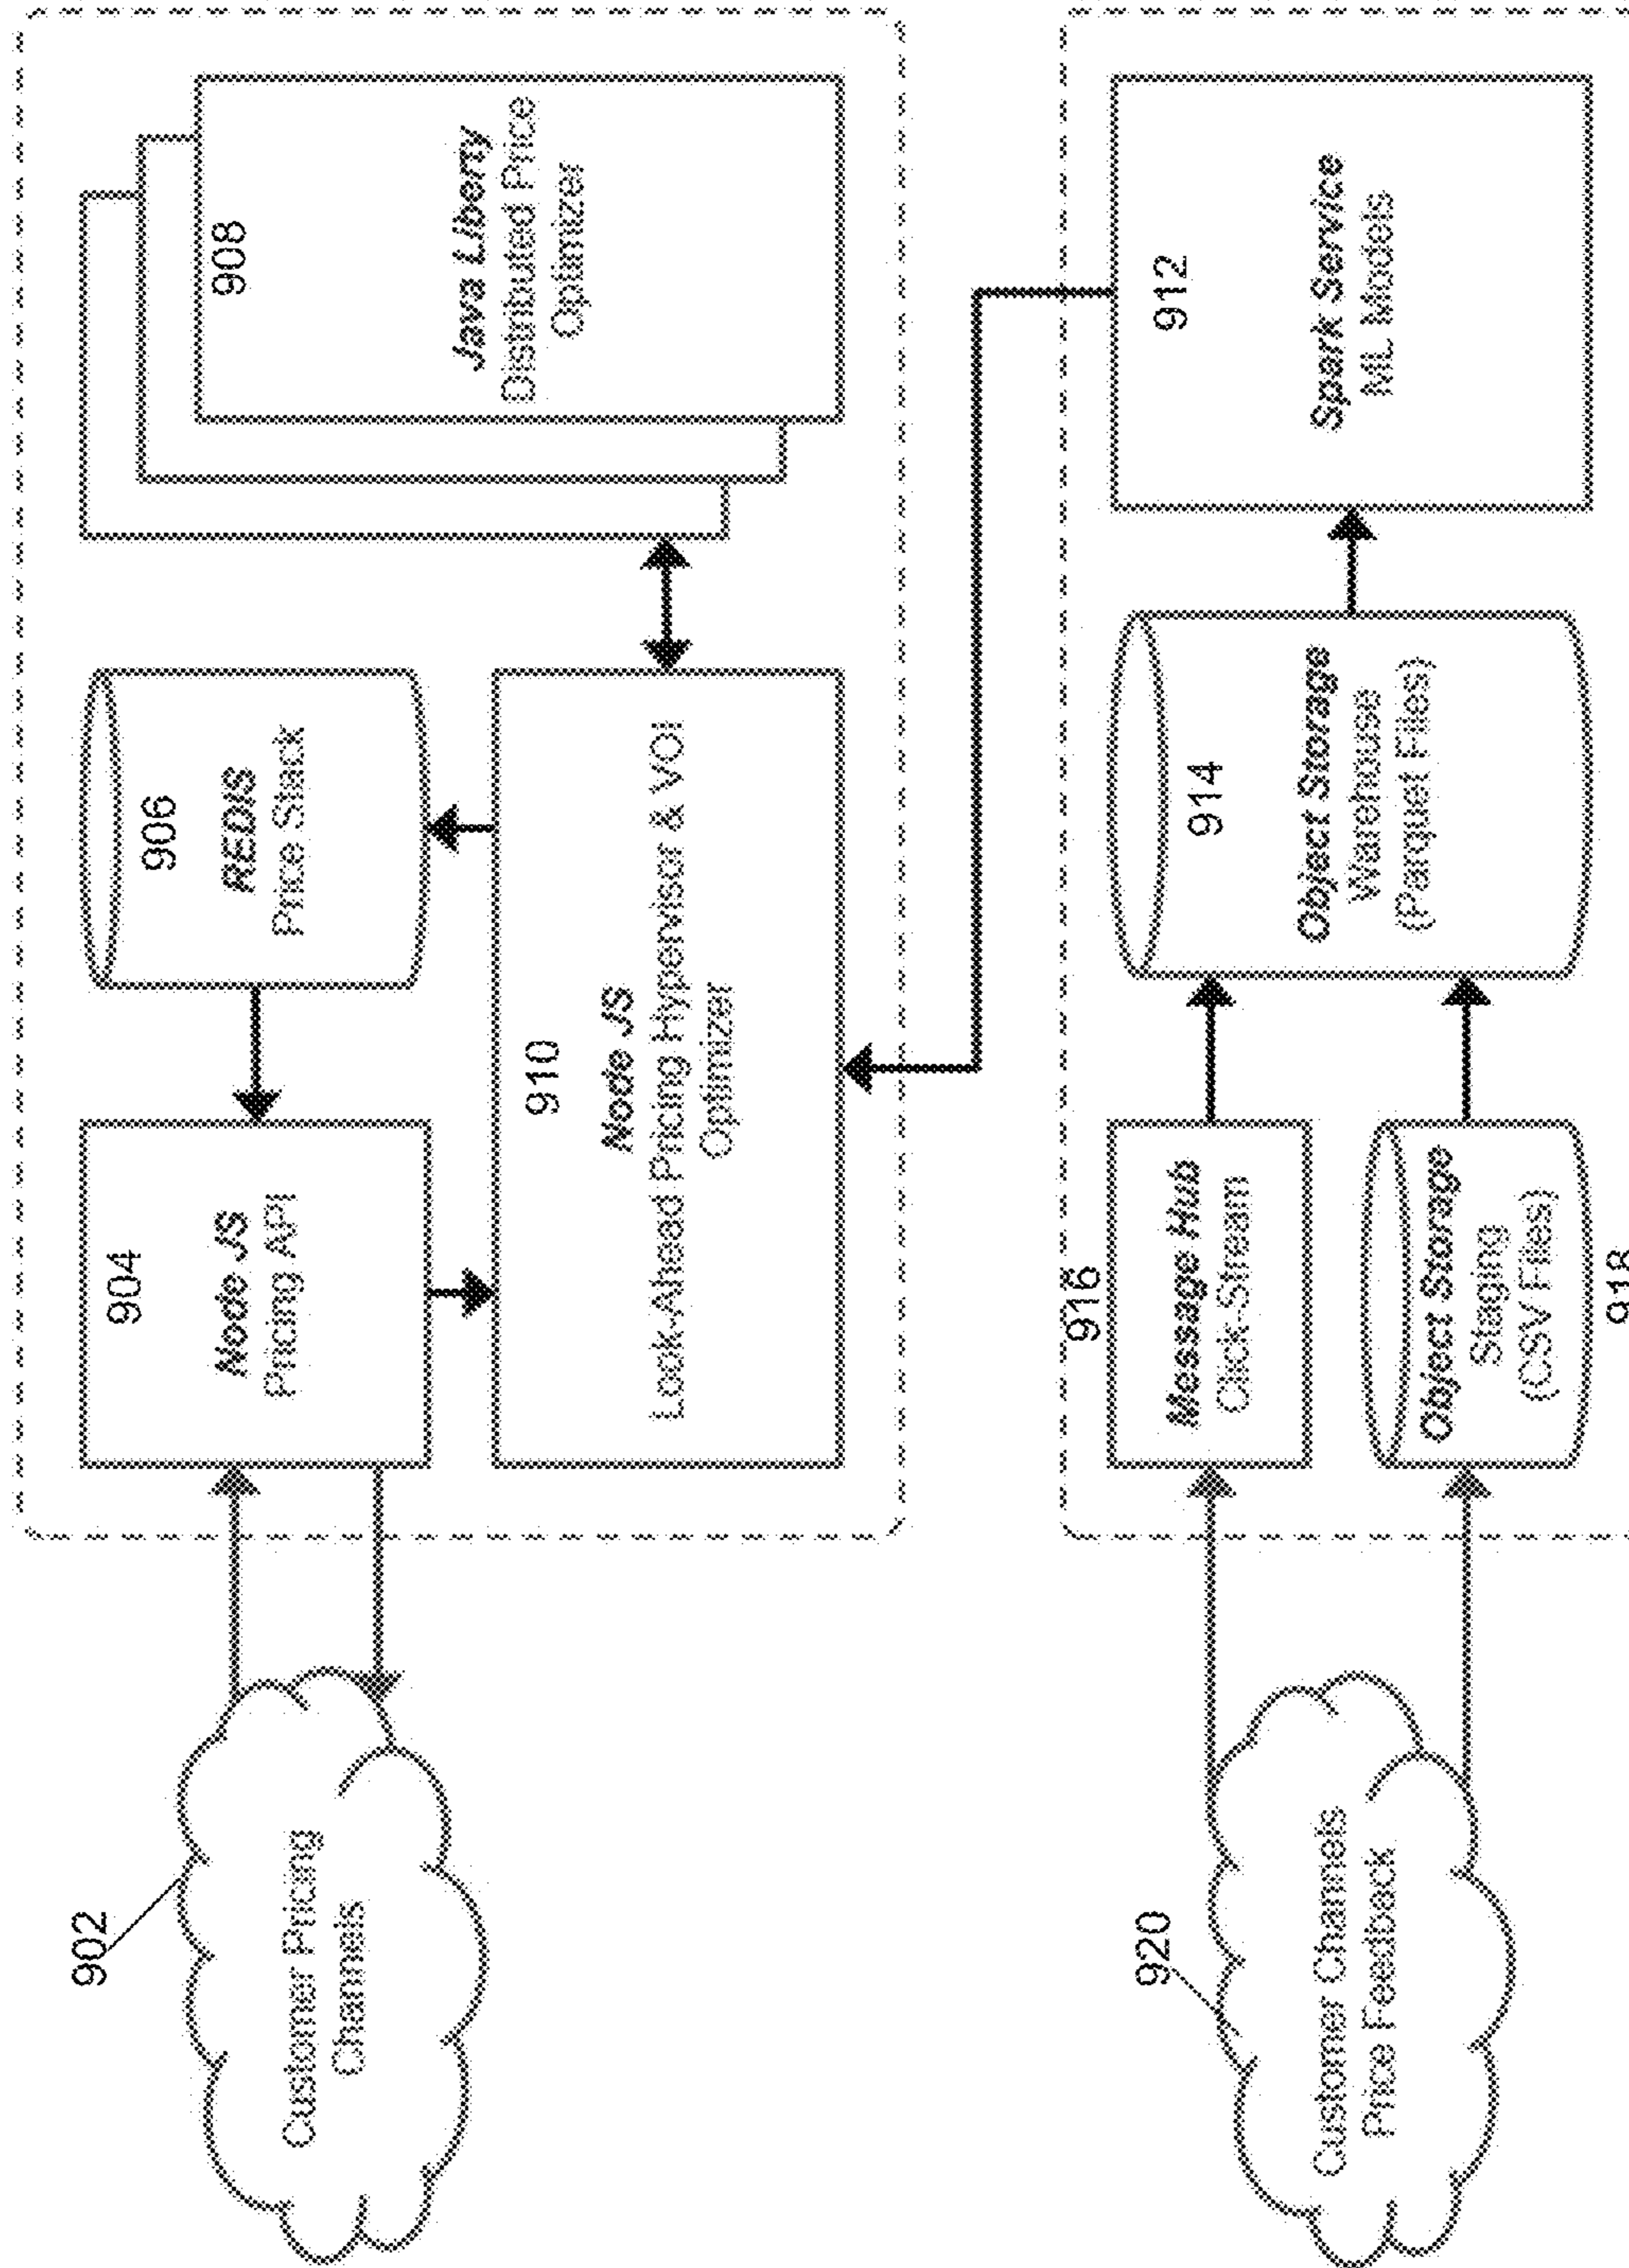 902
Customer Pricing
Channels
904
Node JS
Pricing API
906
REDIS
Price Stack
908
Java Liberty
Distributed Price
Optimizer
910
Node JS
Look-Ahead Pricing Hypervisor & VOI
Optimizer
920
Customer Channels
Price Feedback
916
Message Hub
Click-Stream
Object Storage
Staging
(CSV Files)
918
914
Object Storage
Warehouse
(Parquet Files)
912
Spark Service
ML Models